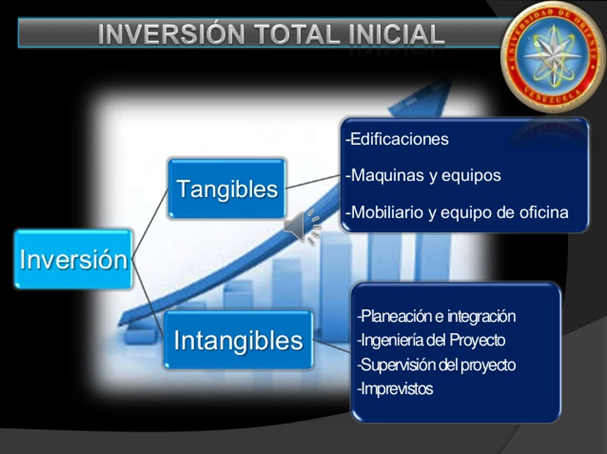 INVERSIÓN TOTAL INICIAL
UNIVERSIDAD DE ORIENTE
VENEZUELA
-Edificaciones
-Maquinas y equipos
-Mobiliario y equipo de oficina
Tangibles
Inversión
Intangibles
-Planeación e integración
-Ingeniería del Proyecto
-Supervisión del proyecto
-Imprevistos